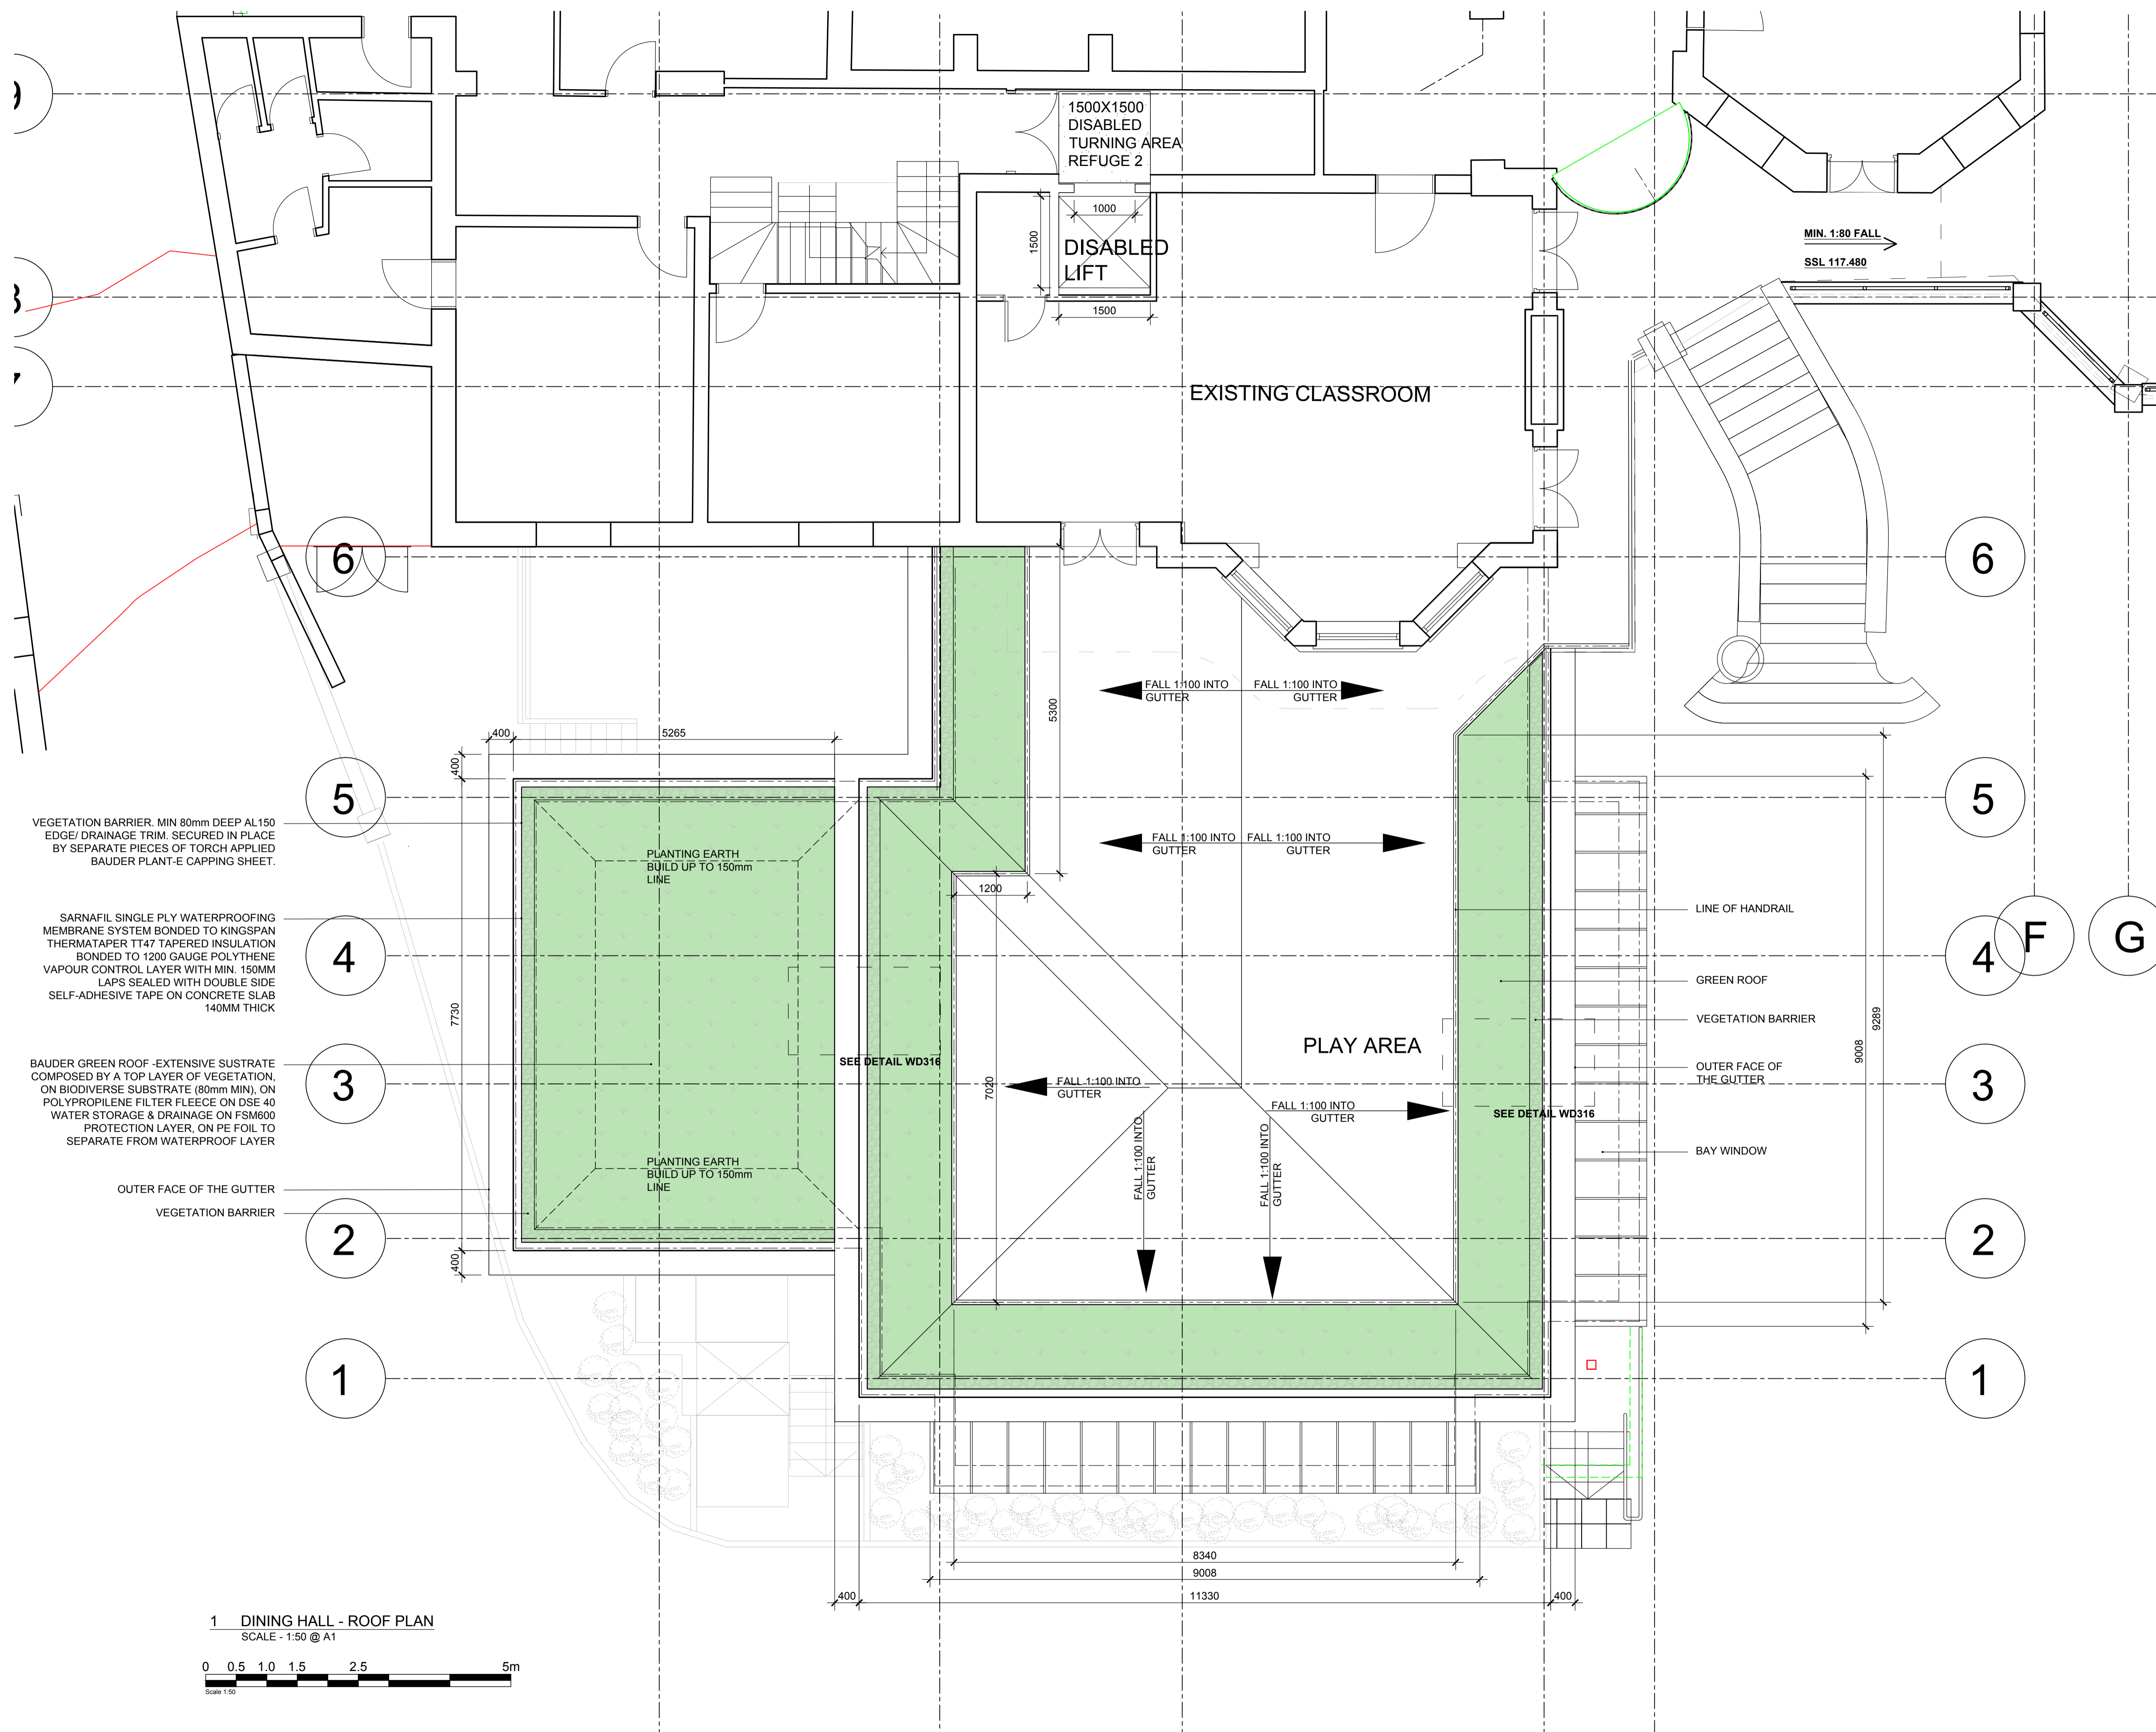 9
8
7
1500X1500
DISABLED
TURNING AREA
REFUGE 2
1000
1500
DISABLED
LIFT
1500
MIN. 1:80 FALL
SSL 117.480
EXISTING CLASSROOM
6
6
FALL 1:100 INTO
GUTTER
FALL 1:100 INTO
GUTTER
5300
400
5265
400
5
5
VEGETATION BARRIER. MIN 80mm DEEP AL150
EDGE/ DRAINAGE TRIM. SECURED IN PLACE
BY SEPARATE PIECES OF TORCH APPLIED
BAUDER PLANT-E CAPPING SHEET.
PLANTING EARTH
BUILD UP TO 150mm
LINE
FALL 1:100 INTO
GUTTER
FALL 1:100 INTO
GUTTER
1200
LINE OF HANDRAIL
SARNAFIL SINGLE PLY WATERPROOFING
MEMBRANE SYSTEM BONDED TO KINGSPAN
THERMATAPER TT47 TAPERED INSULATION
BONDED TO 1200 GAUGE POLYTHENE
VAPOUR CONTROL LAYER WITH MIN. 150MM
LAPS SEALED WITH DOUBLE SIDE
SELF-ADHESIVE TAPE ON CONCRETE SLAB
140MM THICK
4
4
F
G
GREEN ROOF
7730
VEGETATION BARRIER
9289
9008
PLAY AREA
SEE DETAIL WD316
OUTER FACE OF
THE GUTTER
BAUDER GREEN ROOF -EXTENSIVE SUSTRATE
COMPOSED BY A TOP LAYER OF VEGETATION,
ON BIODIVERSE SUBSTRATE (80mm MIN), ON
POLYPROPILENE FILTER FLEECE ON DSE 40
WATER STORAGE & DRAINAGE ON FSM600
PROTECTION LAYER, ON PE FOIL TO
SEPARATE FROM WATERPROOF LAYER
3
3
7020
FALL 1:100 INTO
GUTTER
FALL 1:100 INTO
GUTTER
SEE DETAIL WD316
BAY WINDOW
FALL 1:100 INTO
GUTTER
FALL 1:100 INTO
GUTTER
PLANTING EARTH
BUILD UP TO 150mm
LINE
OUTER FACE OF THE GUTTER
VEGETATION BARRIER
2
2
400
1
1
8340
9008
400
11330
400
1 DINING HALL - ROOF PLAN
SCALE - 1:50 @ A1
0 0.5 1.0 1.5 2.5 5m
Scale 1:50